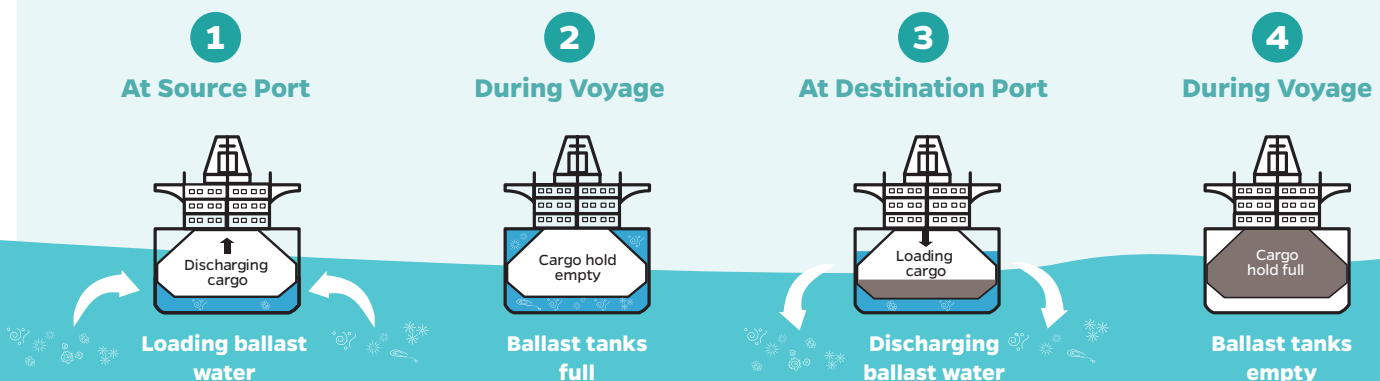 1
At Source Port
Discharging
cargo
Loading ballast
water
2
During Voyage
Cargo hold
empty
Ballast tanks
full
3
At Destination Port
Loading
cargo
Discharging
ballast water
4
During Voyage
Cargo
hold full
Ballast tanks
empty